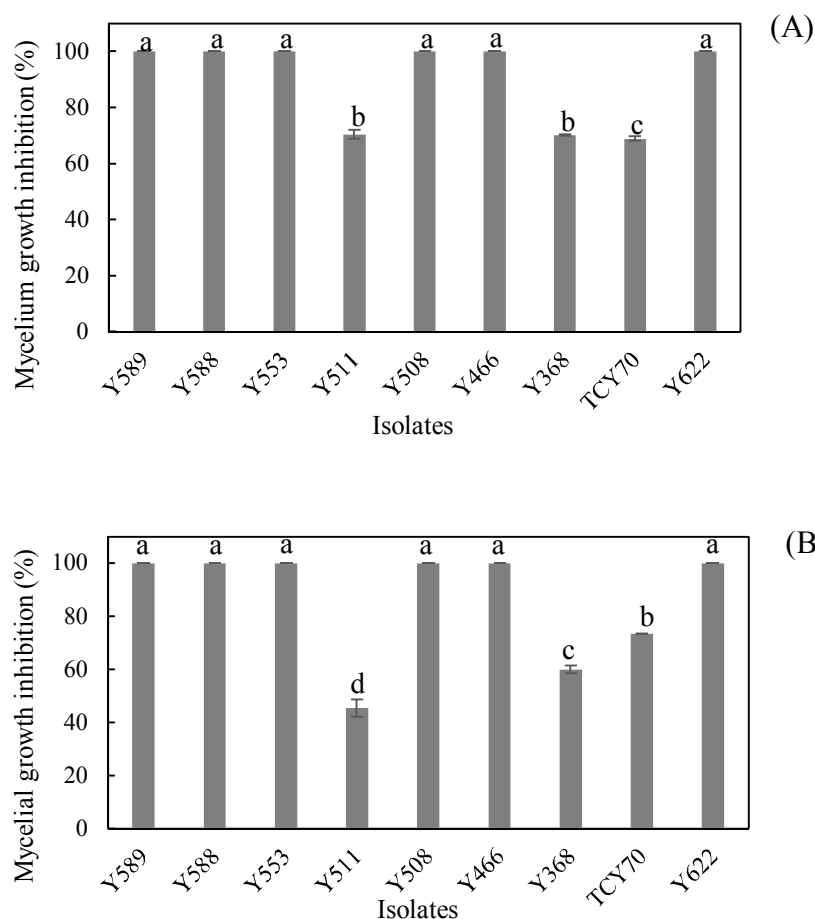 (A)
Mycelium growth inhibition (%)
100
80
60
40
20
0
a a a b a a b c a
Y589 Y588 Y553 Y511 Y508 Y466 Y368 TCY70 Y622
Isolates
(B
Mycelial growth inhibition (%)
100
80
60
40
20
0
a a a d a a c b a
Y589 Y588 Y553 Y511 Y508 Y466 Y368 TCY70 Y622
Isolates